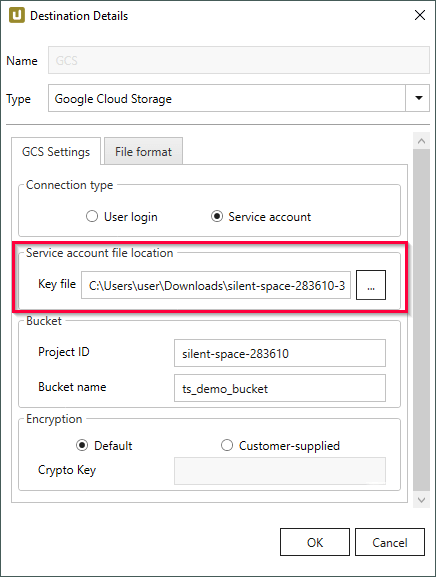 Destination Details
Name GCS
Type Google Cloud Storage
GCS Settings File format
Connection type
User login Service account
Service account file location
Key file C:\Users\user\Downloads\silent-space-283610-3 ...
Bucket
Project ID silent-space-283610
Bucket name ts_demo_bucket
Encryption
Default Customer-supplied
Crypto Key
OK Cancel